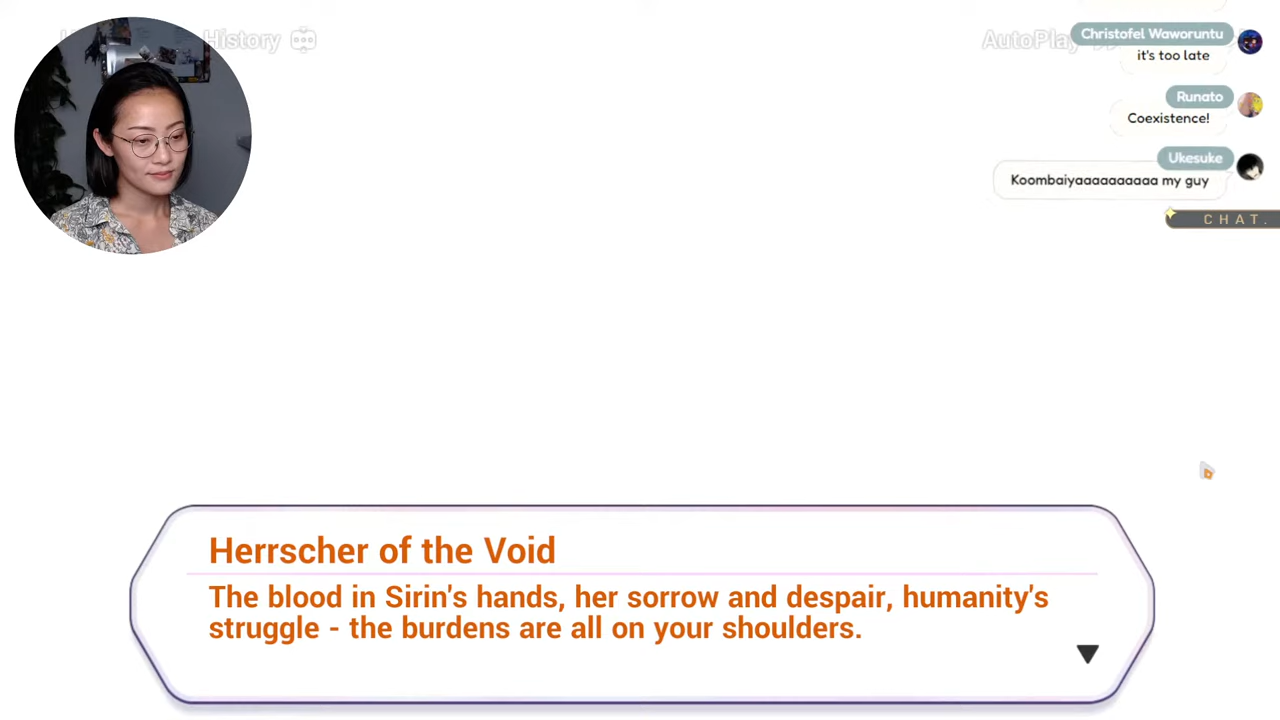 History
AutoPlay
Christofel Waworuntu
it's too late
Runato
Coexistence!
Ukesuke
Koombaiyaaaaaaaaaa my guy
CHAT.
Herrscher of the Void
The blood in Sirin's hands, her sorrow and despair, humanity's
struggle - the burdens are all on your shoulders.